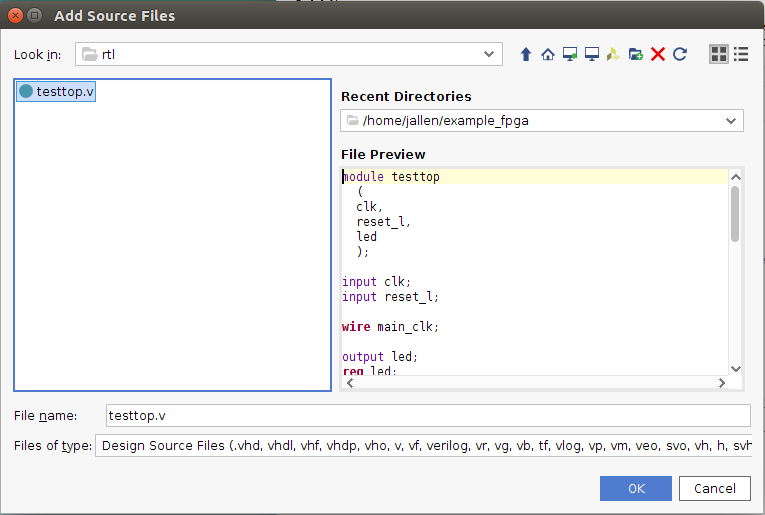 Add Source Files
Look in: rtl
testtop.v
Recent Directories
/home/jallen/example_fpga
File Preview
module testtop
(
clk,
reset_l,
led
);
input clk;
input reset_l;
wire main_clk;
output led;
reg led;
File name: testtop.v
Files of type: Design Source Files (.vhd, vhdl, vhf, vhdp, vho, v, vf, verilog, vr, vg, vb, tf, vlog, vp, vm, veo, svo, vh, h, svh
OK Cancel